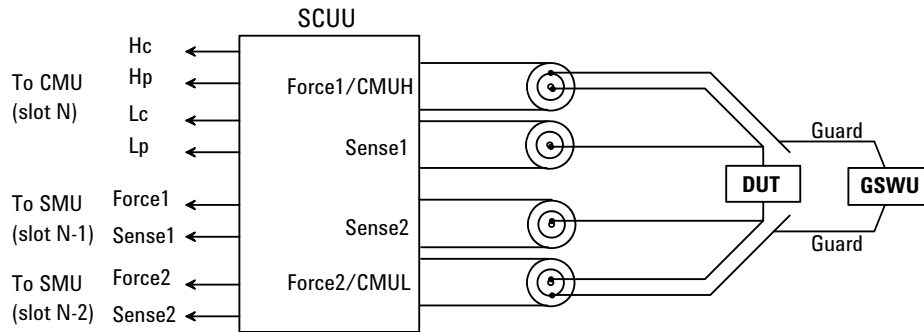 SCUU
Hc
To CMU
(slot N)
Hp
Lc
Lp
Force1/CMUH
Sense1
Guard
DUT
GSWU
To SMU
(slot N-1)
Force1
Sense1
Sense2
Guard
To SMU
(slot N-2)
Force2
Sense2
Force2/CMUL